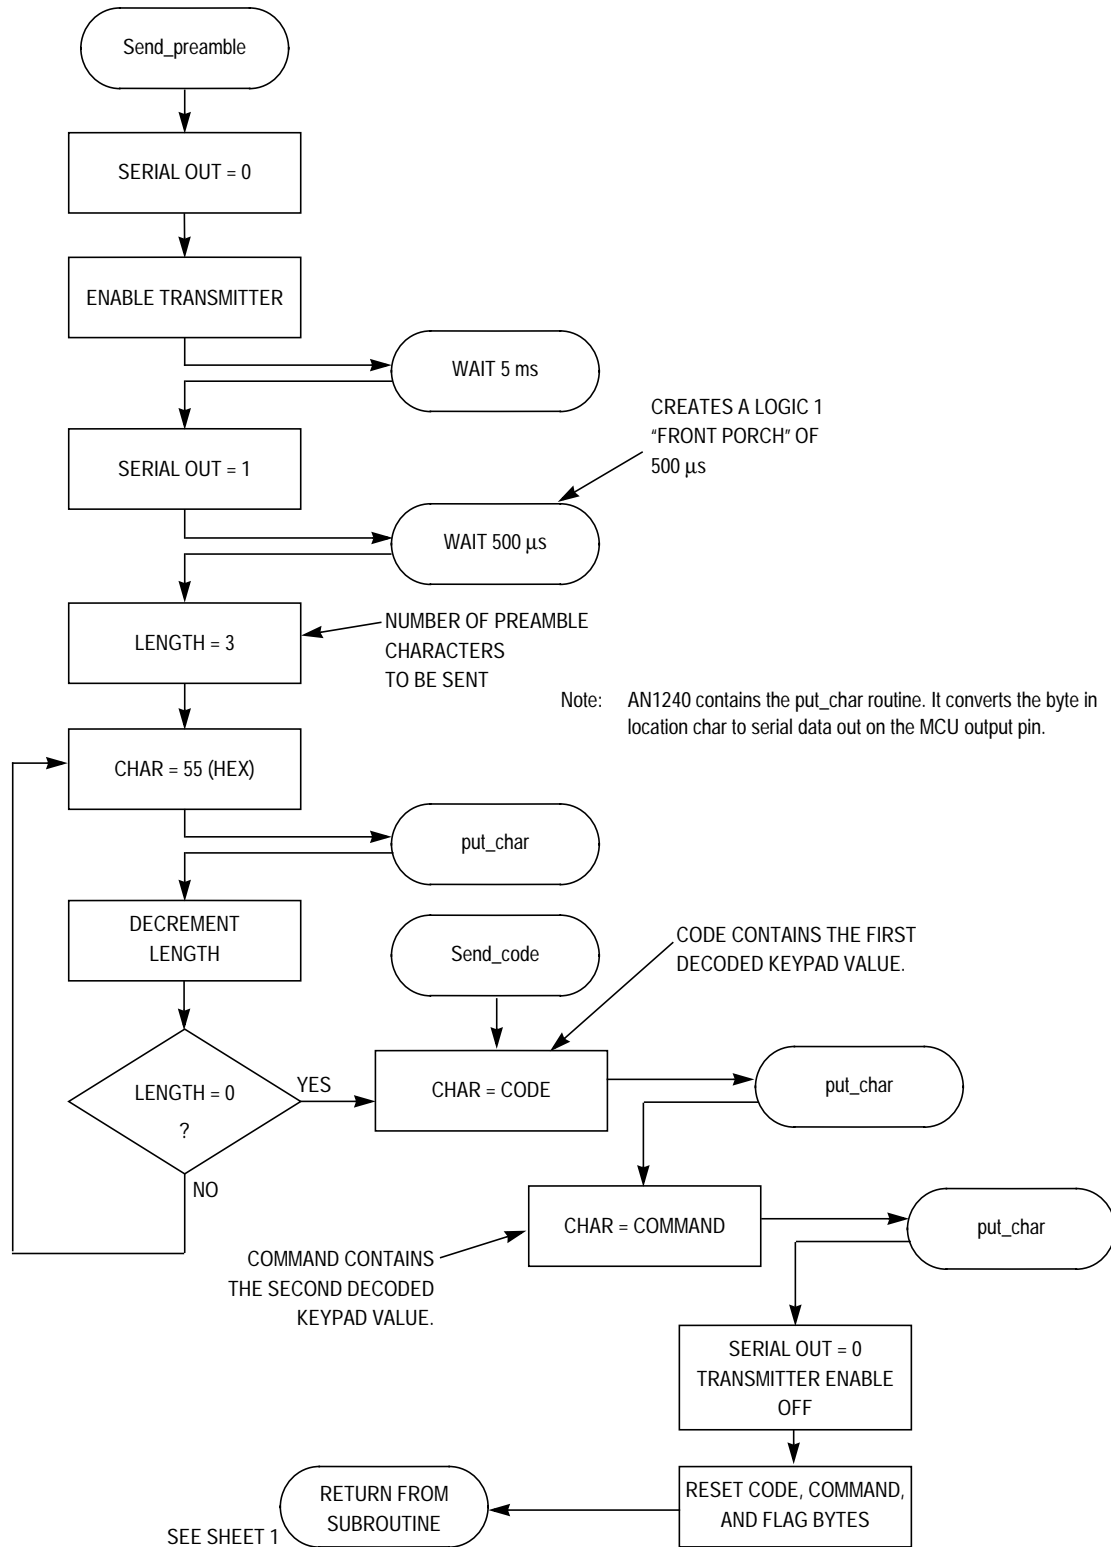 Send_preamble
SERIAL OUT = 0
ENABLE TRANSMITTER
WAIT 5 ms
CREATES A LOGIC 1
“FRONT PORCH” OF
500 μs
SERIAL OUT = 1
WAIT 500 μs
LENGTH = 3
NUMBER OF PREAMBLE
CHARACTERS
TO BE SENT
Note: AN1240 contains the put_char routine. It converts the byte in
location char to serial data out on the MCU output pin.
CHAR = 55 (HEX)
put_char
DECREMENT
LENGTH
Send_code
CODE CONTAINS THE FIRST
DECODED KEYPAD VALUE.
LENGTH = 0
?
YES
NO
CHAR = CODE
put_char
CHAR = COMMAND
put_char
COMMAND CONTAINS
THE SECOND DECODED
KEYPAD VALUE.
SERIAL OUT = 0
TRANSMITTER ENABLE
OFF
RESET CODE, COMMAND,
AND FLAG BYTES
RETURN FROM
SUBROUTINE
SEE SHEET 1